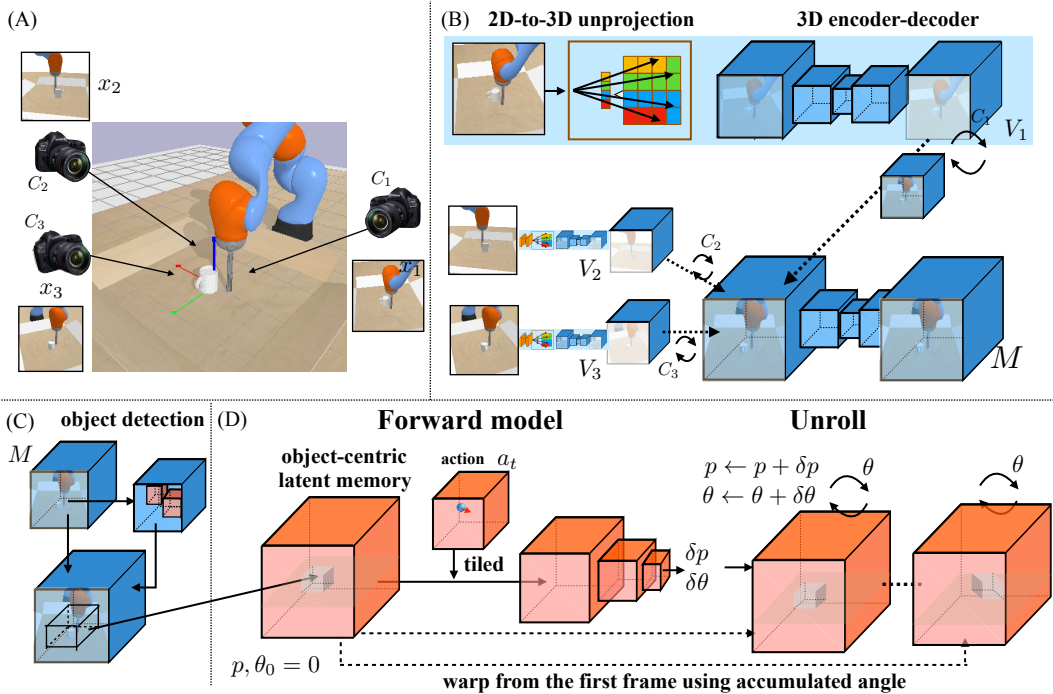 (A)
x₂
C₂
C₁
C₃
x₃
x₁
(B)
2D-to-3D unprojection
3D encoder-decoder
C₁
V₁
C₂
V₂
V₃
C₃
M
(C)
object detection
M
(D)
Forward model
Unroll
object-centric
latent memory
action aₜ
tiled
δp
δθ
p ← p + δp
θ ← θ + δθ
θ
θ
p, θ₀ = 0
warp from the first frame using accumulated angle